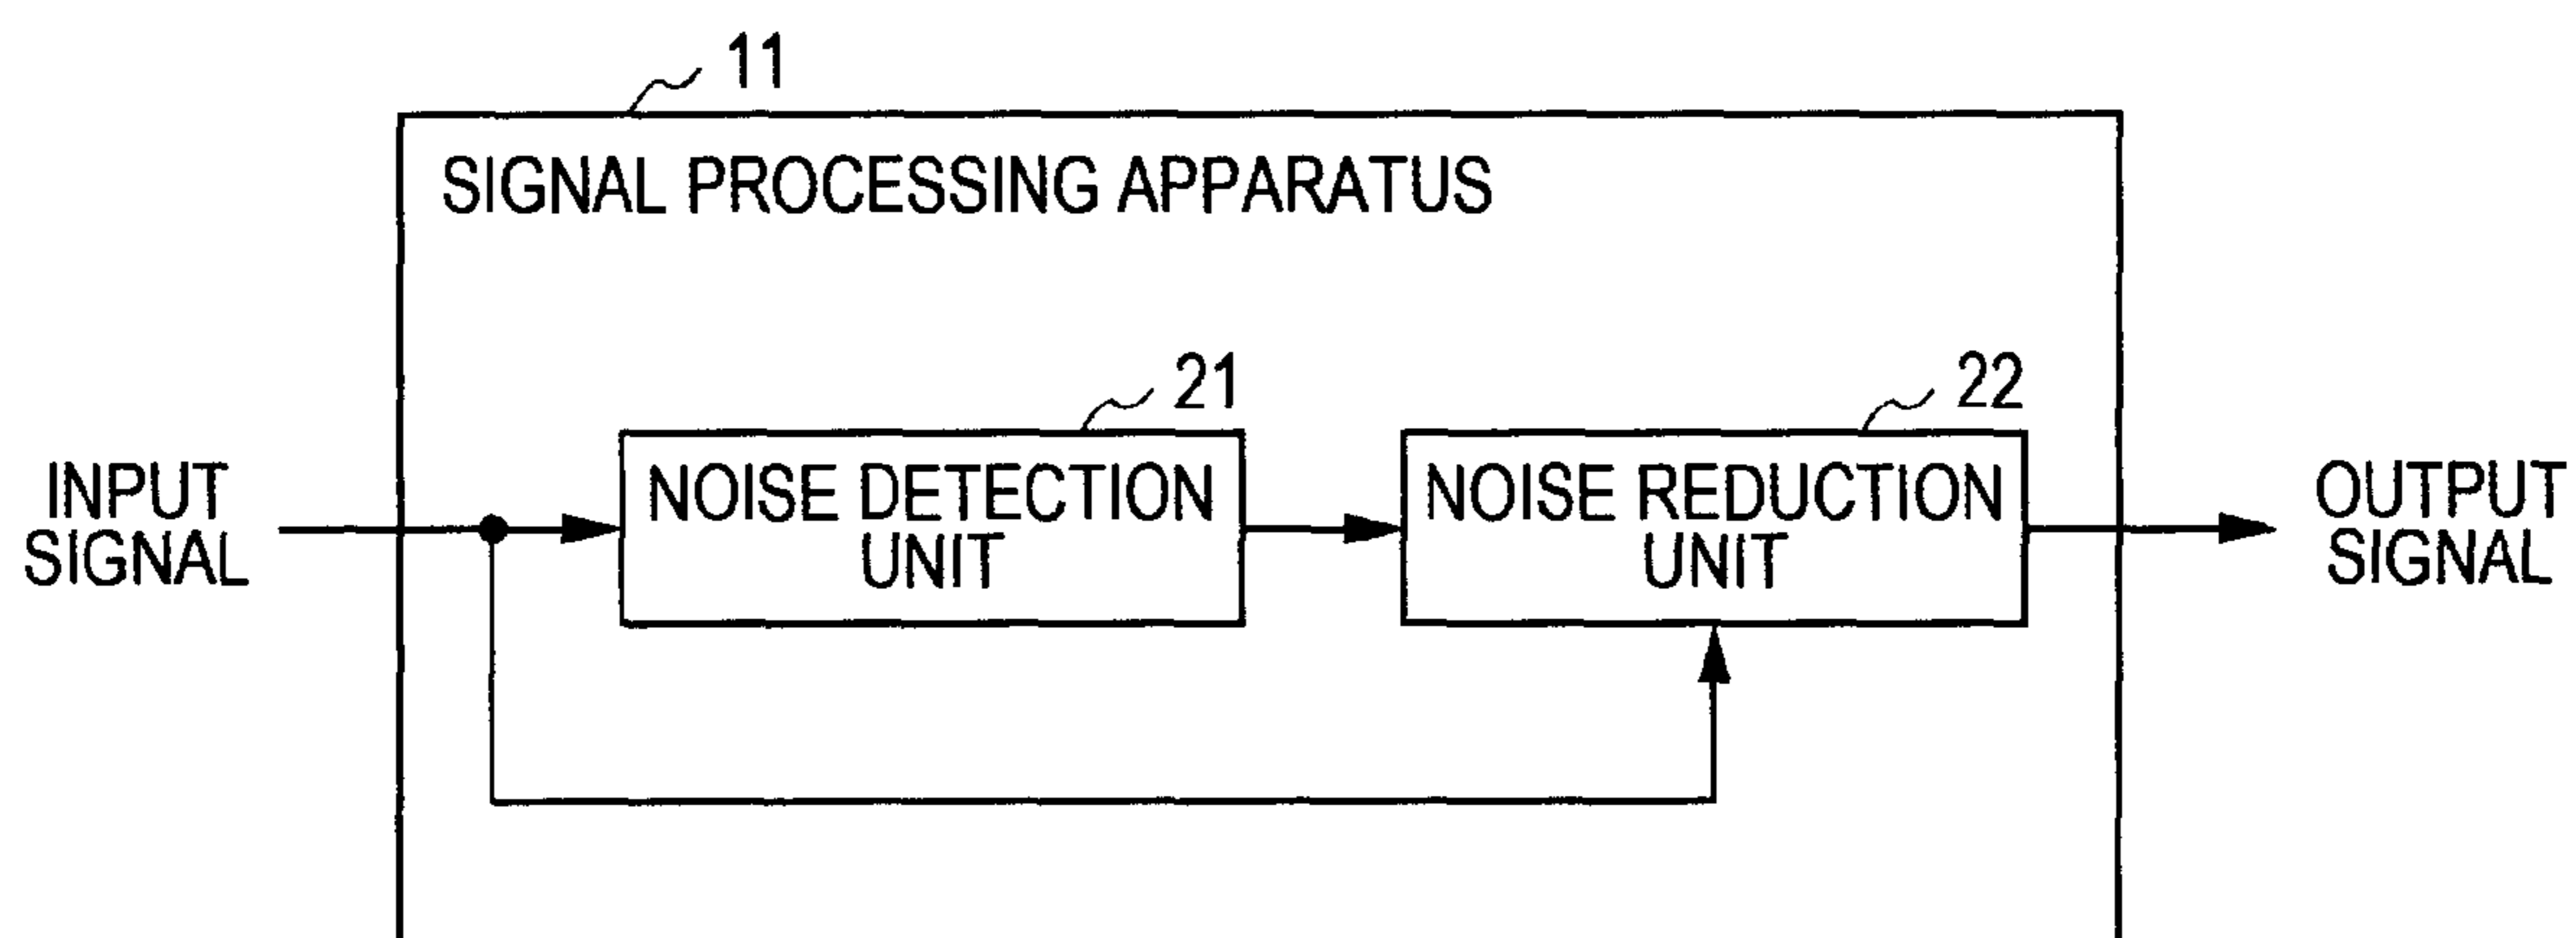 11
SIGNAL PROCESSING APPARATUS
21
22
INPUT
SIGNAL
NOISE DETECTION
UNIT
NOISE REDUCTION
UNIT
OUTPUT
SIGNAL